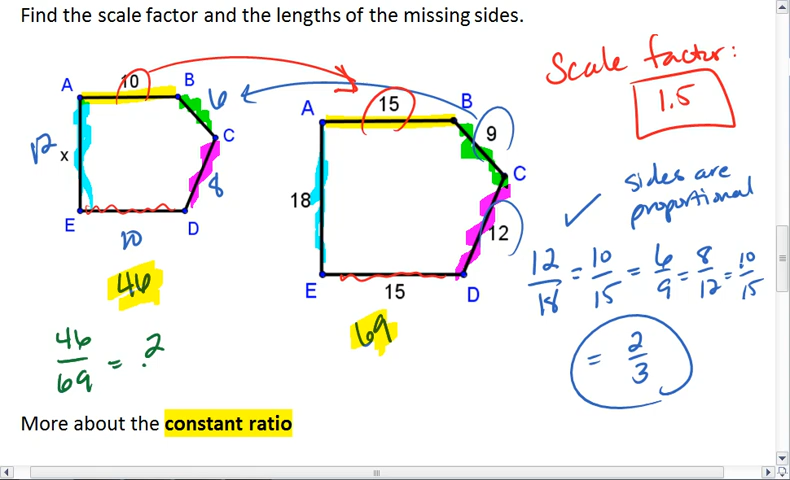 Find the scale factor and the lengths of the missing sides.
Scale factor:
1.5
A 10 B 6
C
12 x
8
E 10 D
46
A 15 B
9
C
18
12
E 15 D
69
sides are
proportional
12/18 = 10/15 = 6/9 = 8/12 = 10/15
= 2/3
46/69 = 2
More about the constant ratio